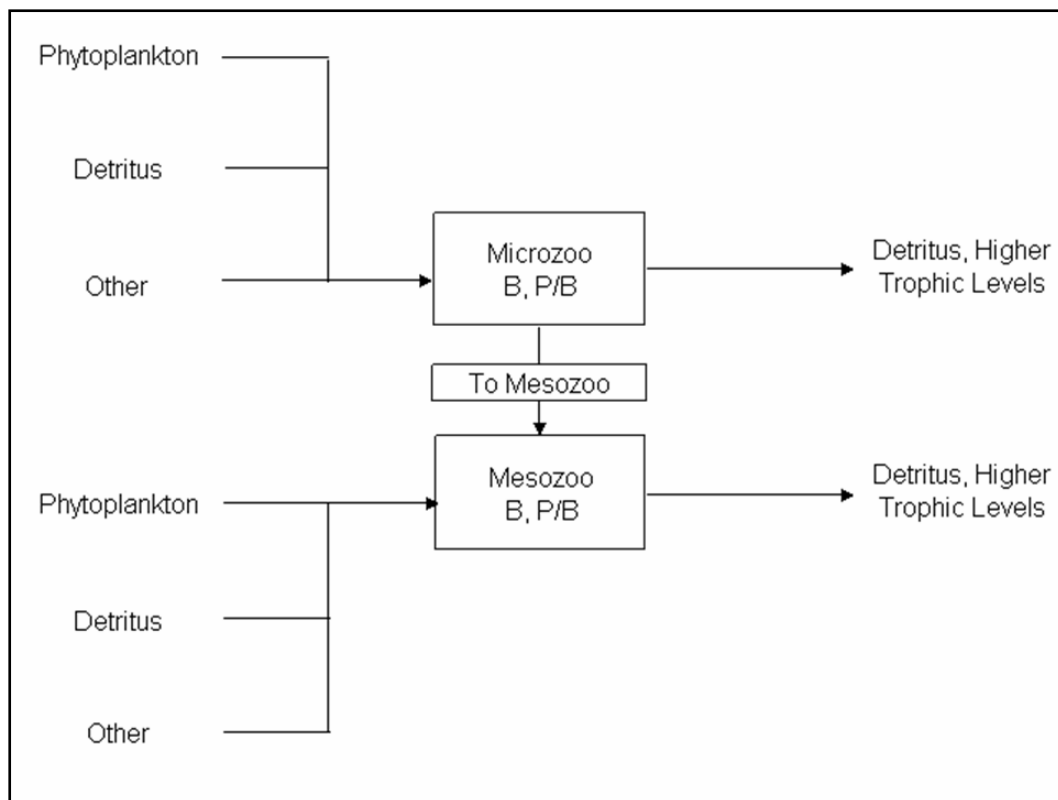 Phytoplankton
Detritus
Other
Microzoo
B, P/B
Detritus, Higher
Trophic Levels
To Mesozoo
Phytoplankton
Detritus
Other
Mesozoo
B, P/B
Detritus, Higher
Trophic Levels